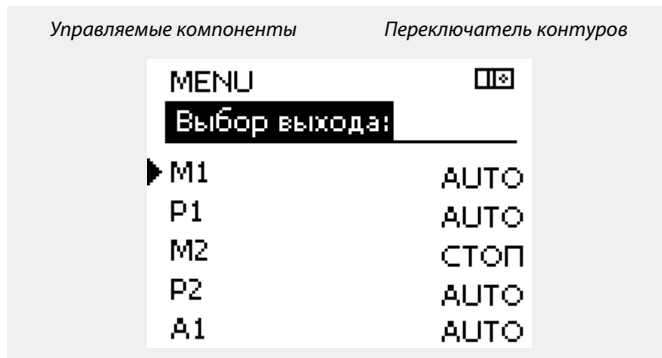 Управляемые компоненты Переключатель контуров
MENU
Выбор выхода:
M1 AUTO
P1 AUTO
M2 СТОП
P2 AUTO
A1 AUTO